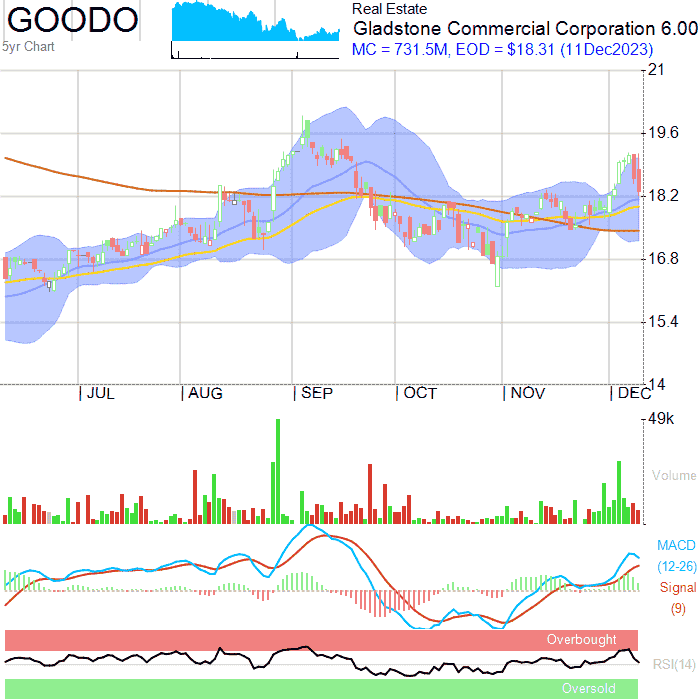 GOODO
5yr Chart
Real Estate
Gladstone Commercial Corporation 6.00
MC = 731.5M, EOD = $18.31 (11Dec2023)
21
19.6
18.2
16.8
15.4
14
JUL AUG SEP OCT NOV DEC
49k
Volume
MACD
(12-26)
Signal
(9)
Overbought
RSI(14)
Oversold